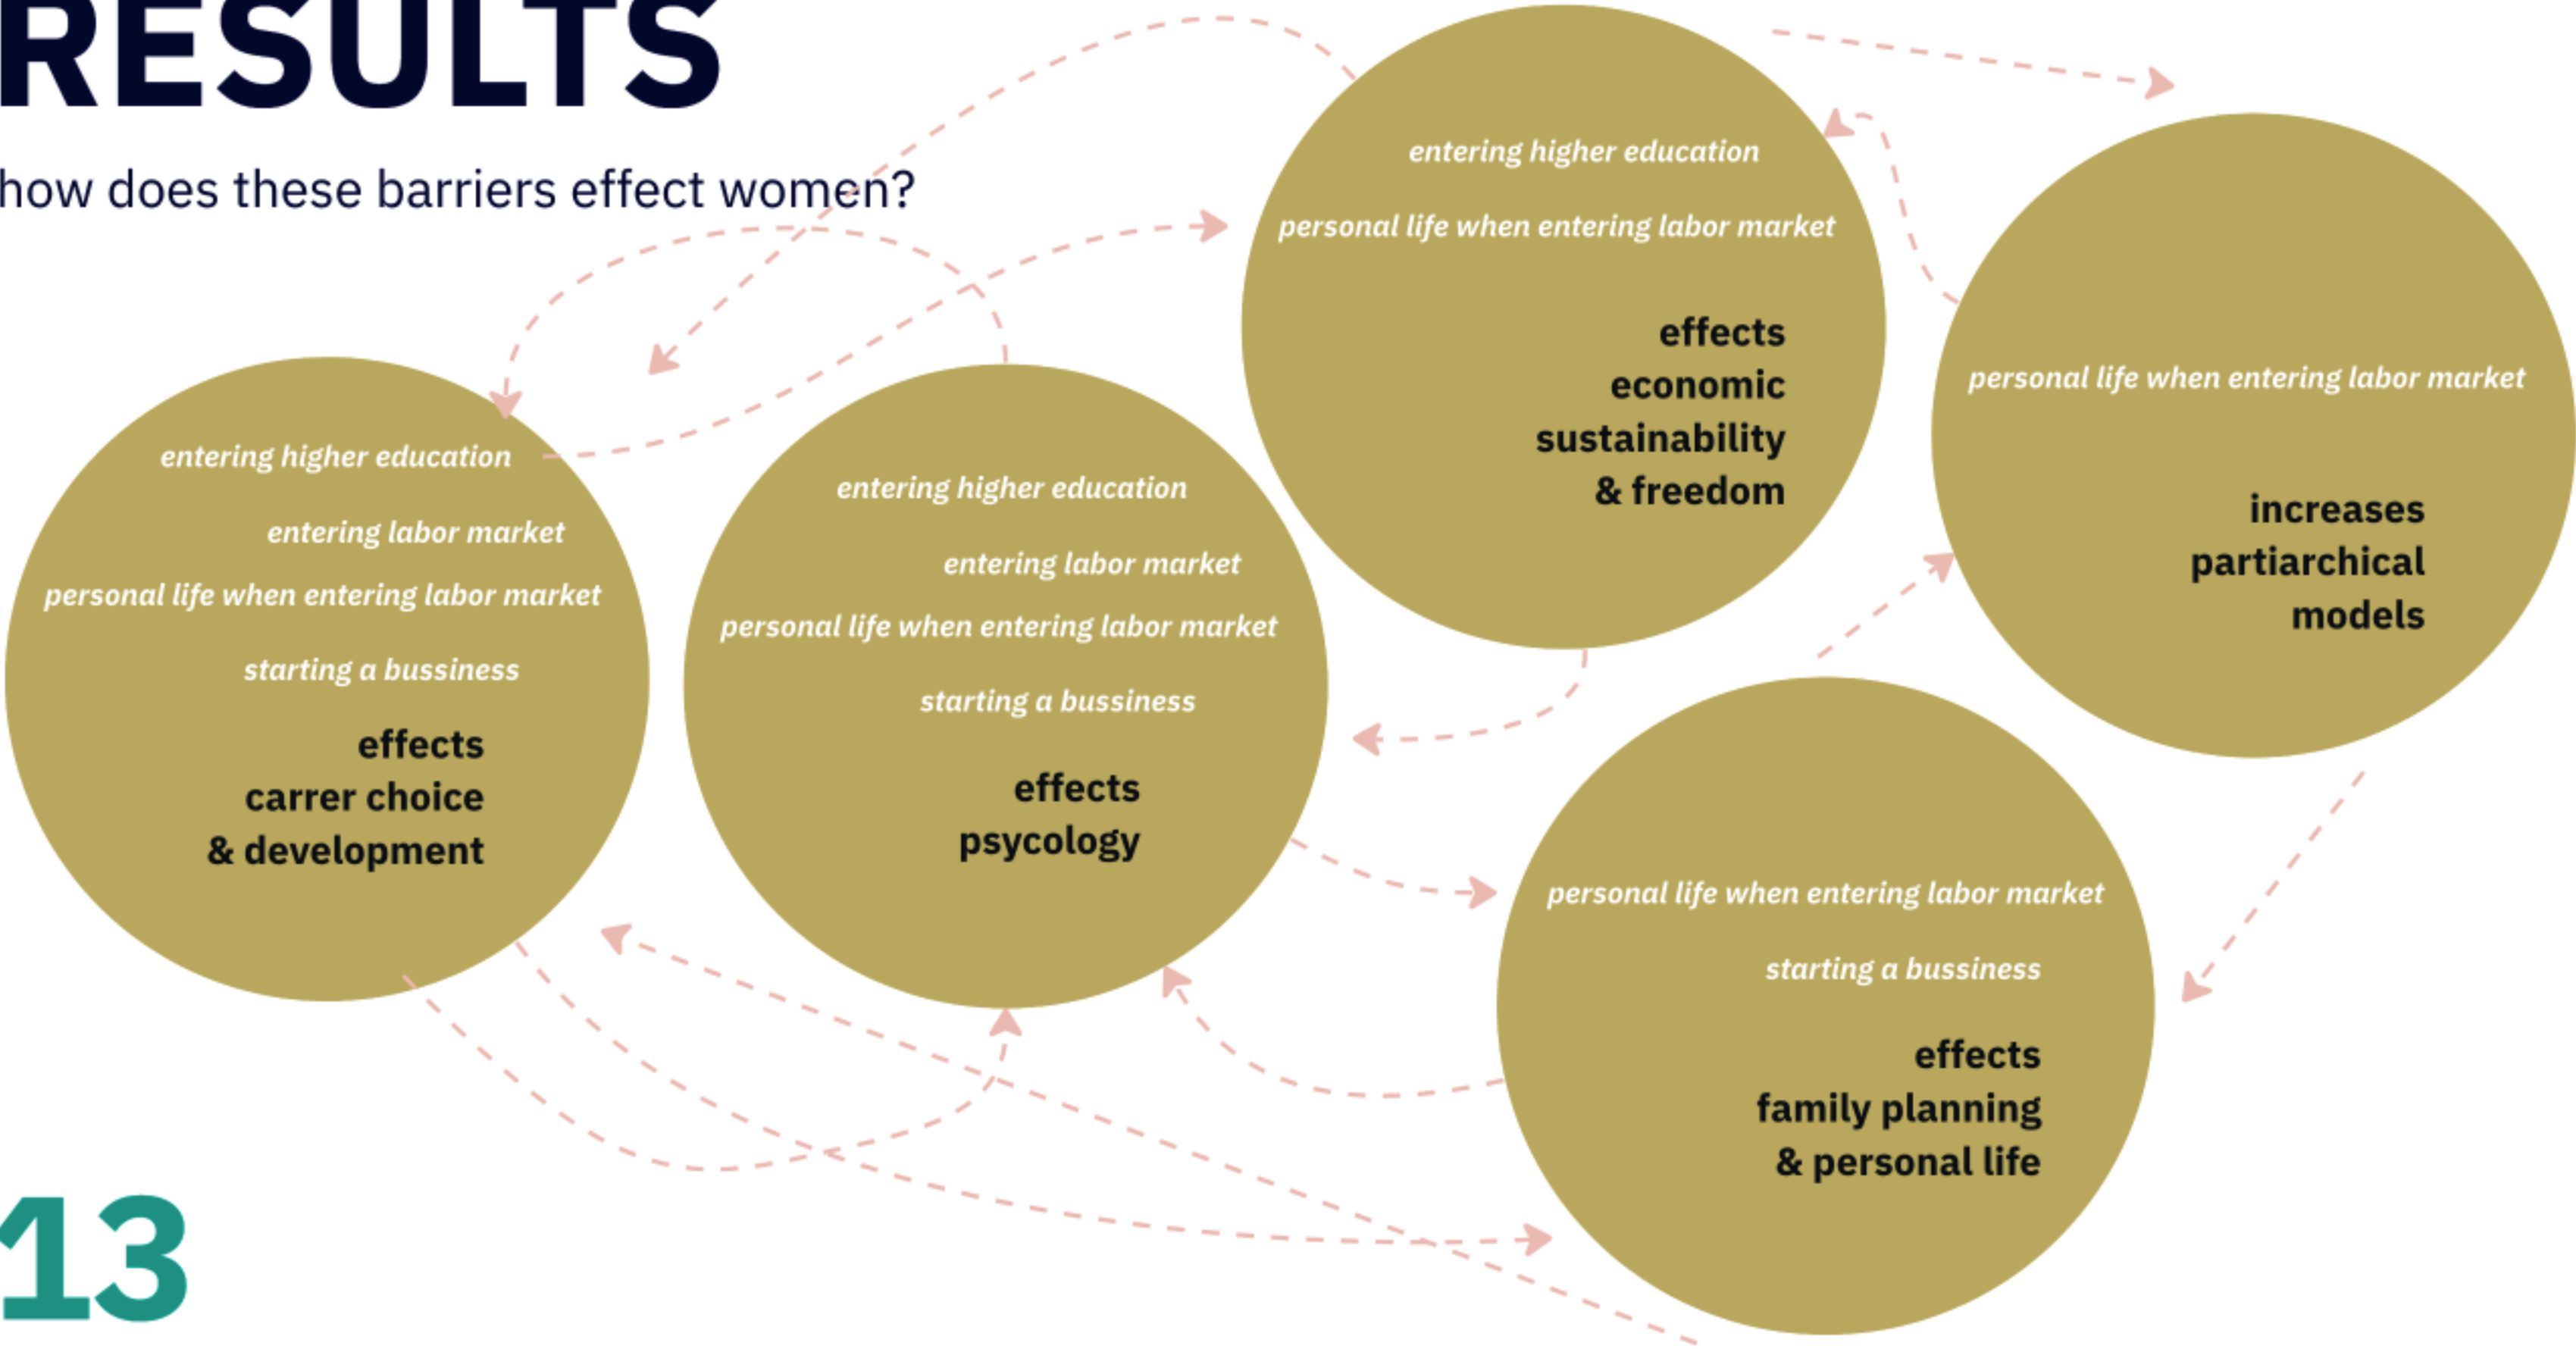 RESULTS
how does these barriers effect women?
entering higher education
entering labor market
personal life when entering labor market
starting a bussiness
effects
carrer choice
& development
entering higher education
entering labor market
personal life when entering labor market
starting a bussiness
effects
psycology
entering higher education
personal life when entering labor market
effects
economic
sustainability
& freedom
personal life when entering labor market
increases
partiarchical
models
personal life when entering labor market
starting a bussiness
effects
family planning
& personal life
13